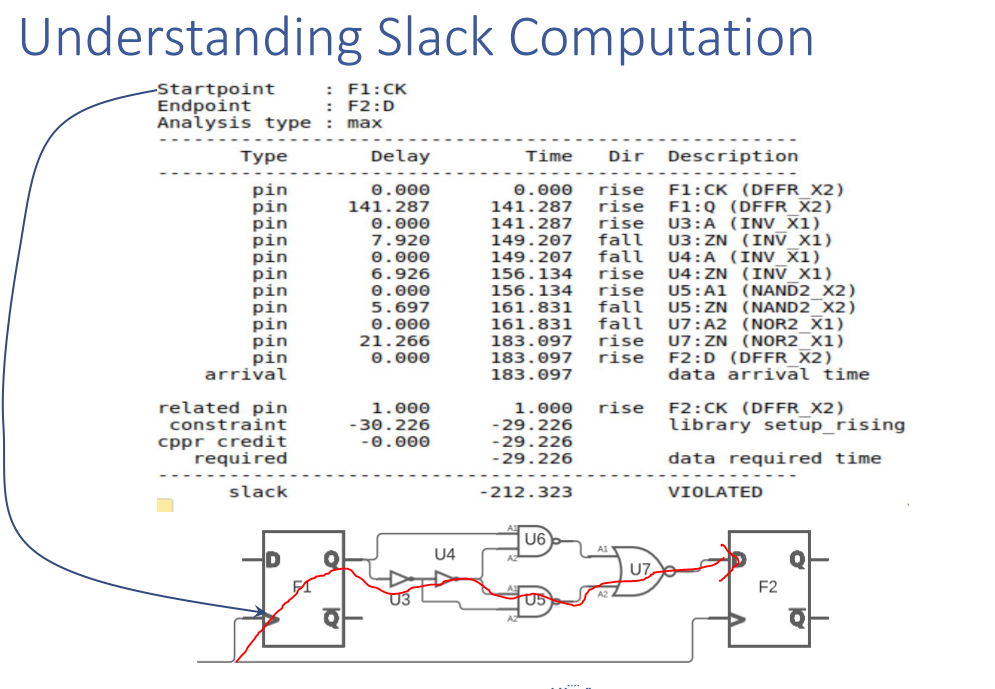 Understanding Slack Computation
Startpoint : F1:CK
Endpoint : F2:D
Analysis type : max
Type Delay Time Dir Description
pin 0.000 0.000 rise F1:CK (DFFR_X2)
pin 141.287 141.287 rise F1:Q (DFFR_X2)
pin 0.000 141.287 rise U3:A (INV_X1)
pin 7.920 149.207 fall U3:ZN (INV_X1)
pin 0.000 149.207 fall U4:A (INV_X1)
pin 6.926 156.134 rise U4:ZN (INV_X1)
pin 0.000 156.134 rise U5:A1 (NAND2_X2)
pin 5.697 161.831 fall U5:ZN (NAND2_X2)
pin 0.000 161.831 fall U7:A2 (NOR2_X1)
pin 21.266 183.097 rise U7:ZN (NOR2_X1)
pin 0.000 183.097 rise F2:D (DFFR_X2)
arrival 183.097 data arrival time
related pin 1.000 1.000 rise F2:CK (DFFR_X2)
constraint -30.226 -29.226 library setup_rising
cppr credit -0.000 -29.226
required -29.226 data required time
slack -212.323 VIOLATED
D Q F1 Q
U3
U4
A1 U6 A2
A1 U5 A2
A1 U7 A2
D Q F2 Q